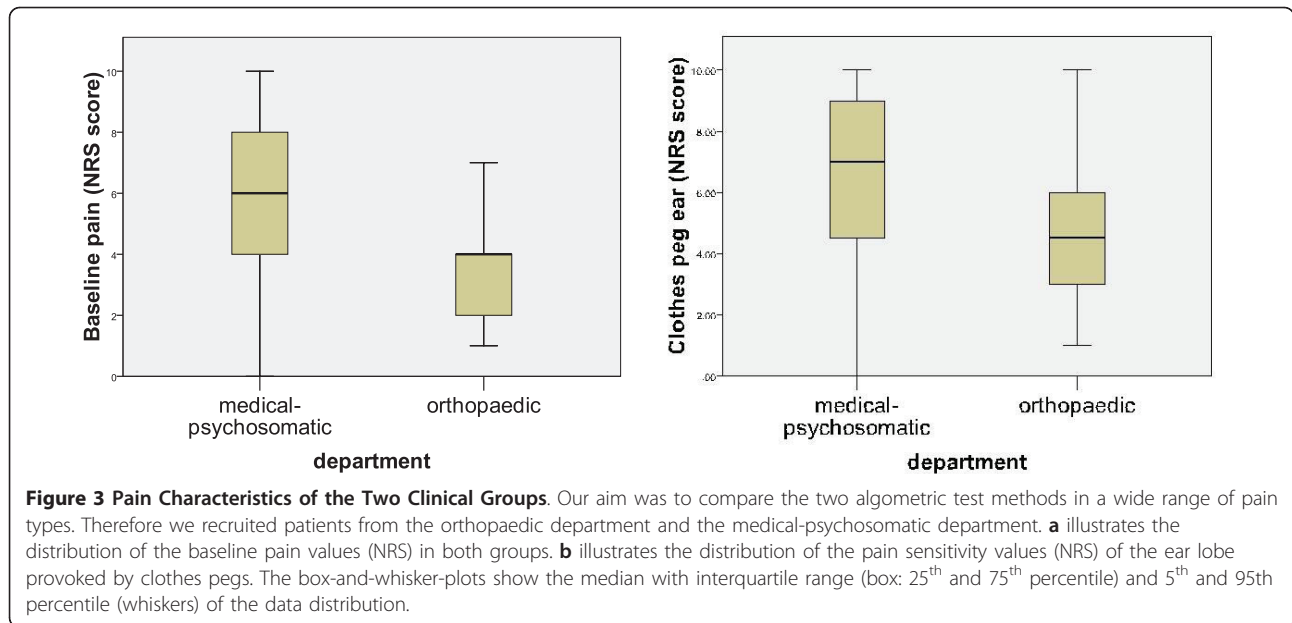 Baseline pain (NRS score)
10
8
6
4
2
0
medical-
psychosomatic
orthopaedic
department
Clothes peg ear (NRS score)
10.00
8.00
6.00
4.00
2.00
.00
medical-
psychosomatic
orthopaedic
department
Figure 3 Pain Characteristics of the Two Clinical Groups. Our aim was to compare the two algometric test methods in a wide range of pain
types. Therefore we recruited patients from the orthopaedic department and the medical-psychosomatic department. a illustrates the
distribution of the baseline pain values (NRS) in both groups. b illustrates the distribution of the pain sensitivity values (NRS) of the ear lobe
provoked by clothes pegs. The box-and-whisker-plots show the median with interquartile range (box: 25th and 75th percentile) and 5th and 95th
percentile (whiskers) of the data distribution.